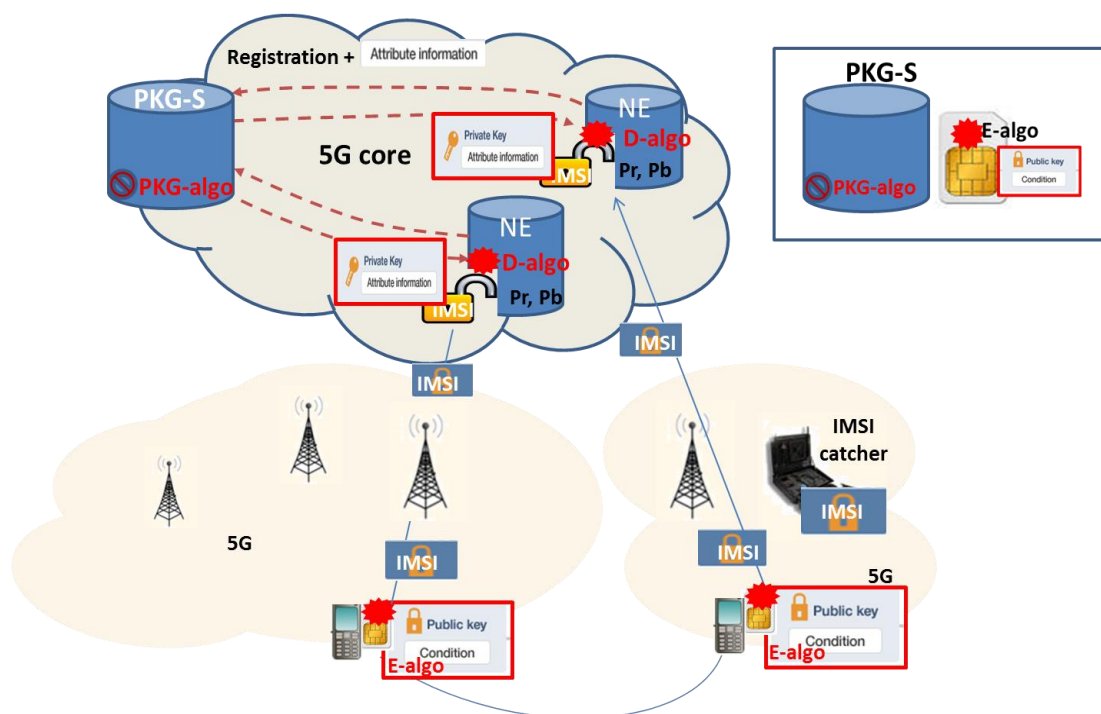 Registration +
Attribute information
PKG-S
PKG-algo
5G core
Private Key
Attribute information
IMSI
NE
D-algo
Pr, Pb
NE
D-algo
Pr, Pb
Private Key
Attribute information
IMSI
PKG-S
PKG-algo
E-algo
Public key
Condition
IMSI
IMSI
5G
IMSI
Public key
Condition
E-algo
IMSI
catcher
IMSI
IMSI
5G
Public key
Condition
E-algo